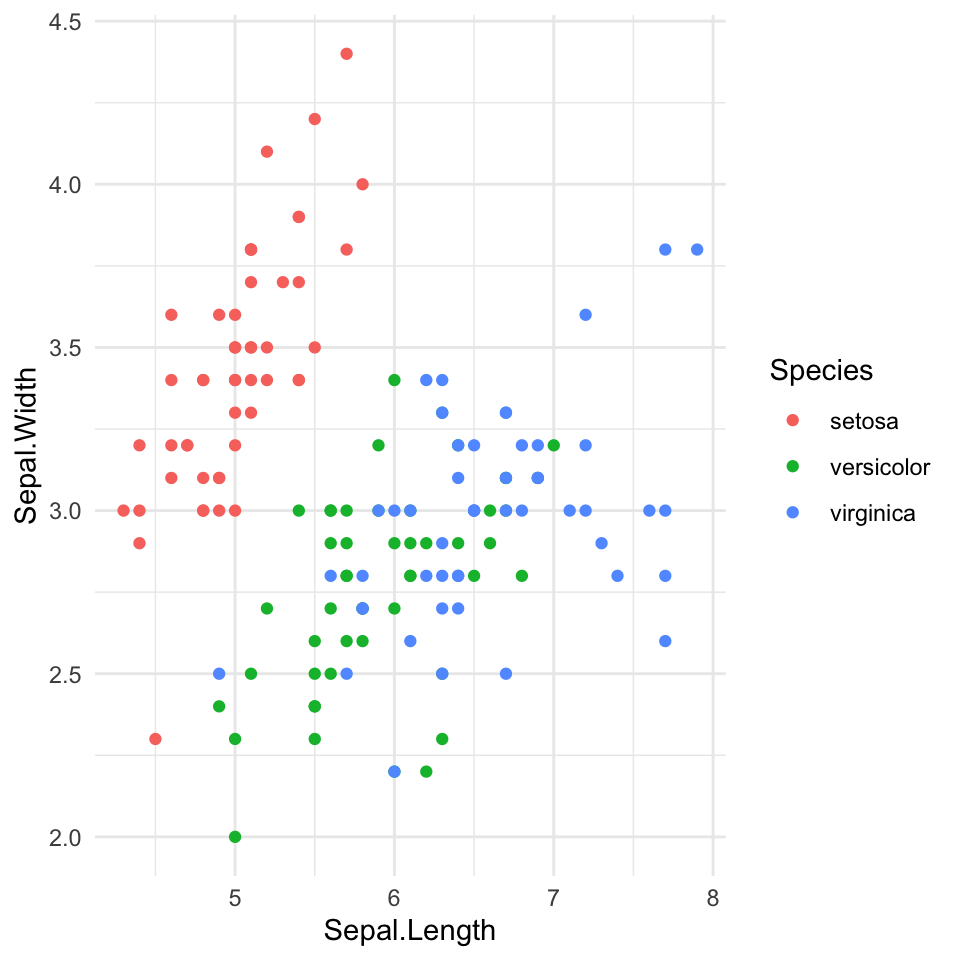 4.5
4.0
3.5
3.0
2.5
2.0
Sepal.Width
5 6 7 8
Sepal.Length
Species
setosa
versicolor
virginica